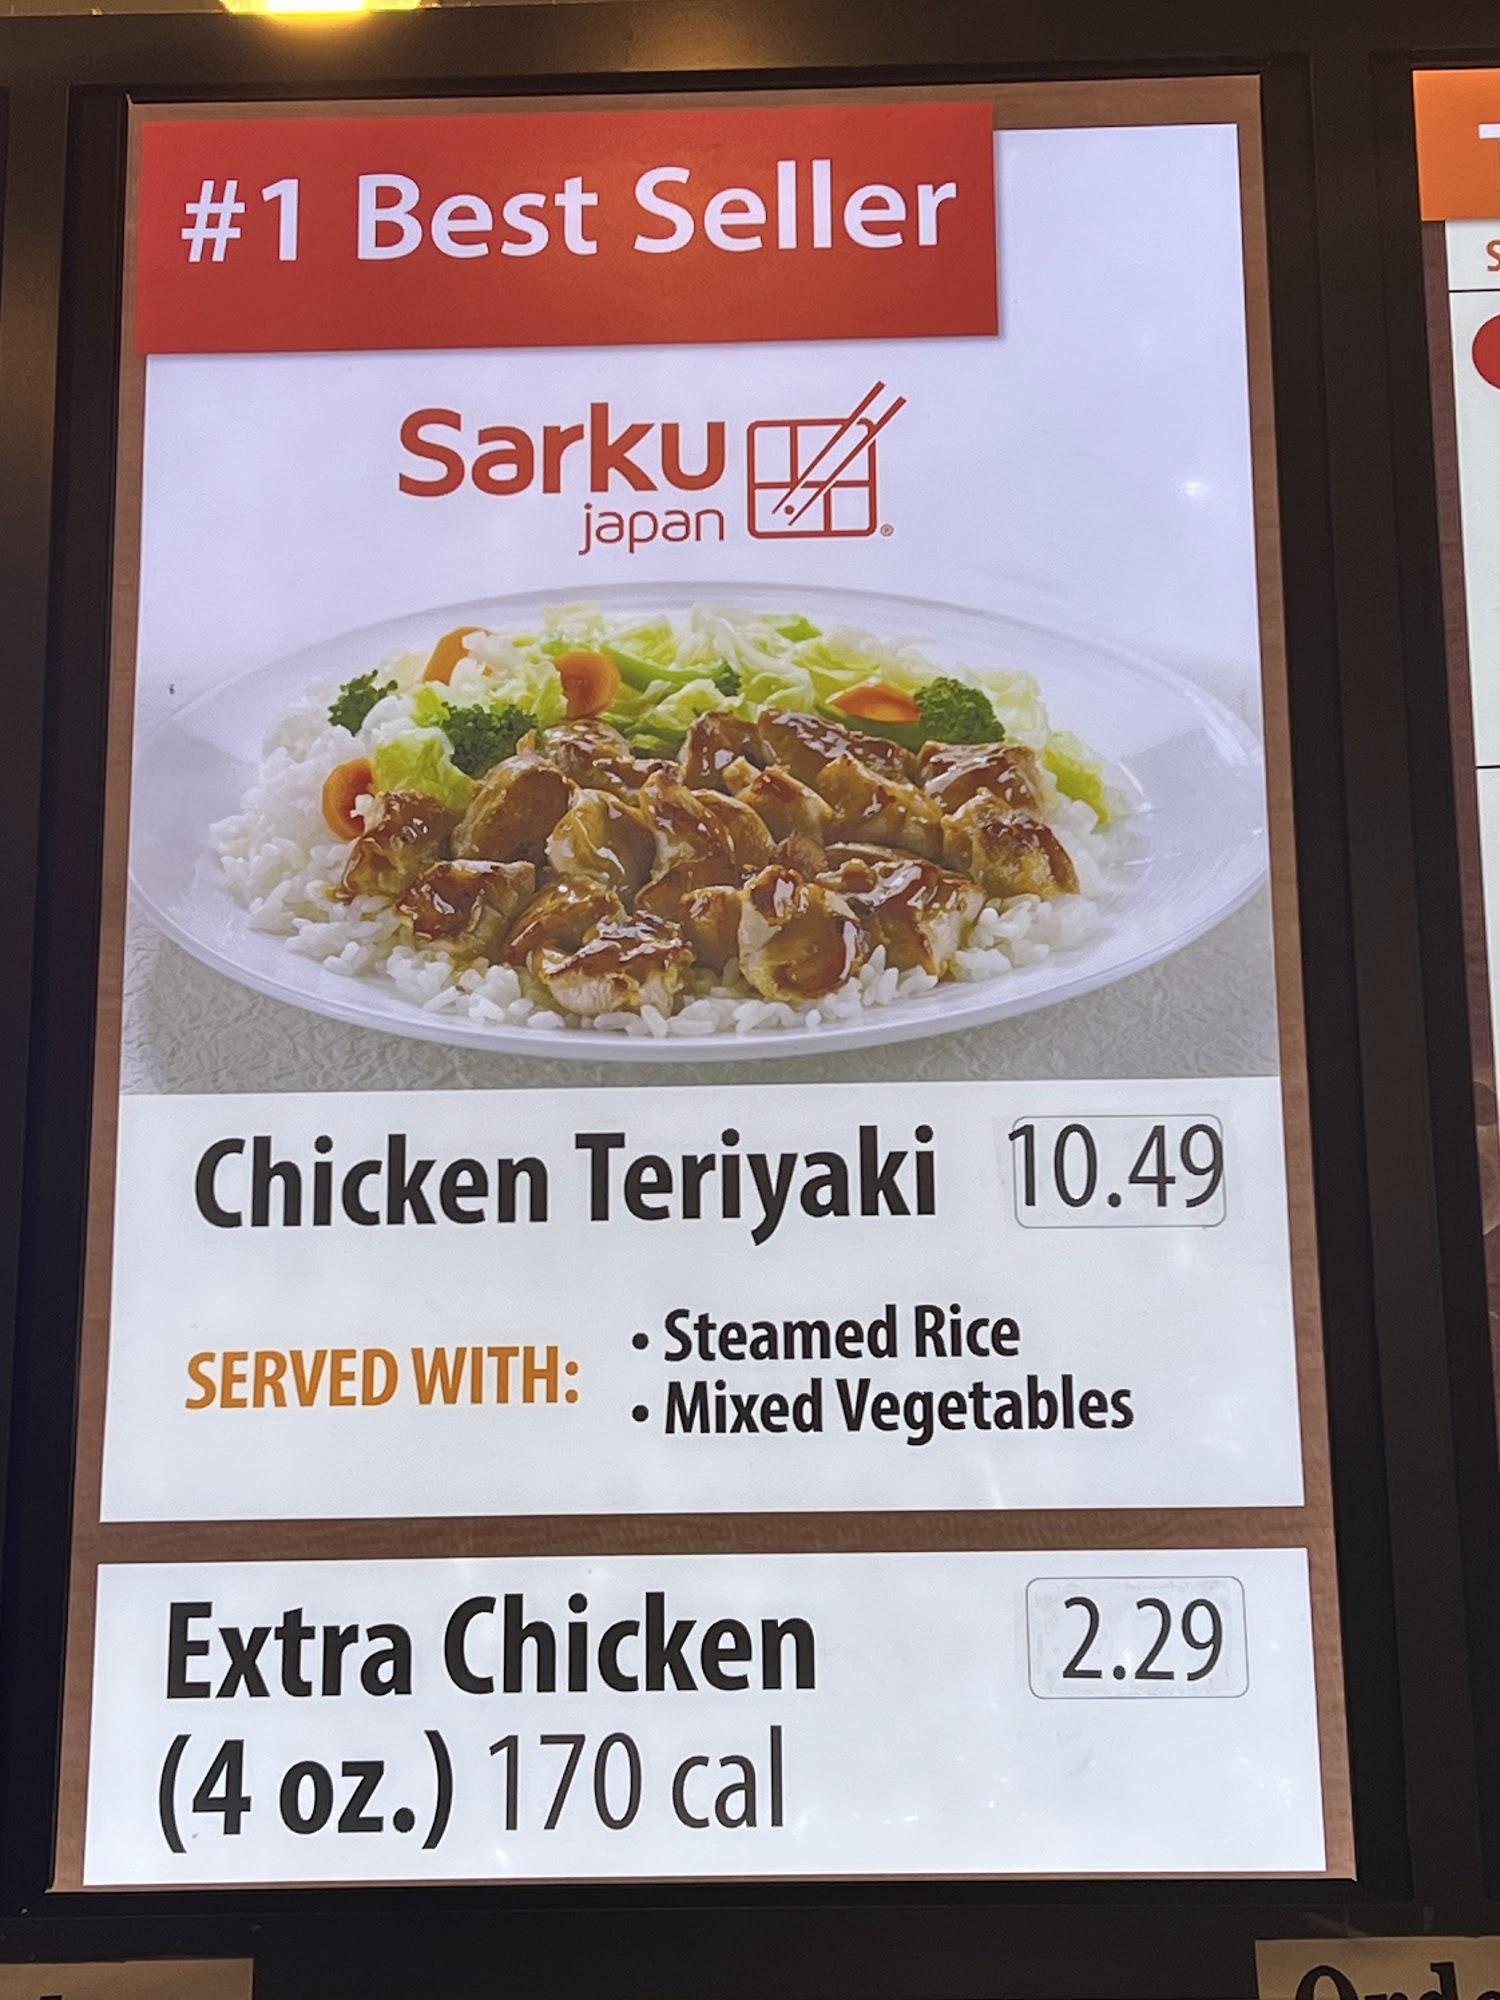 #1 Best Seller
Sarku
japan
®
Chicken Teriyaki 10.49
SERVED WITH:
• Steamed Rice
• Mixed Vegetables
Extra Chicken 2.29
(4 oz.) 170 cal